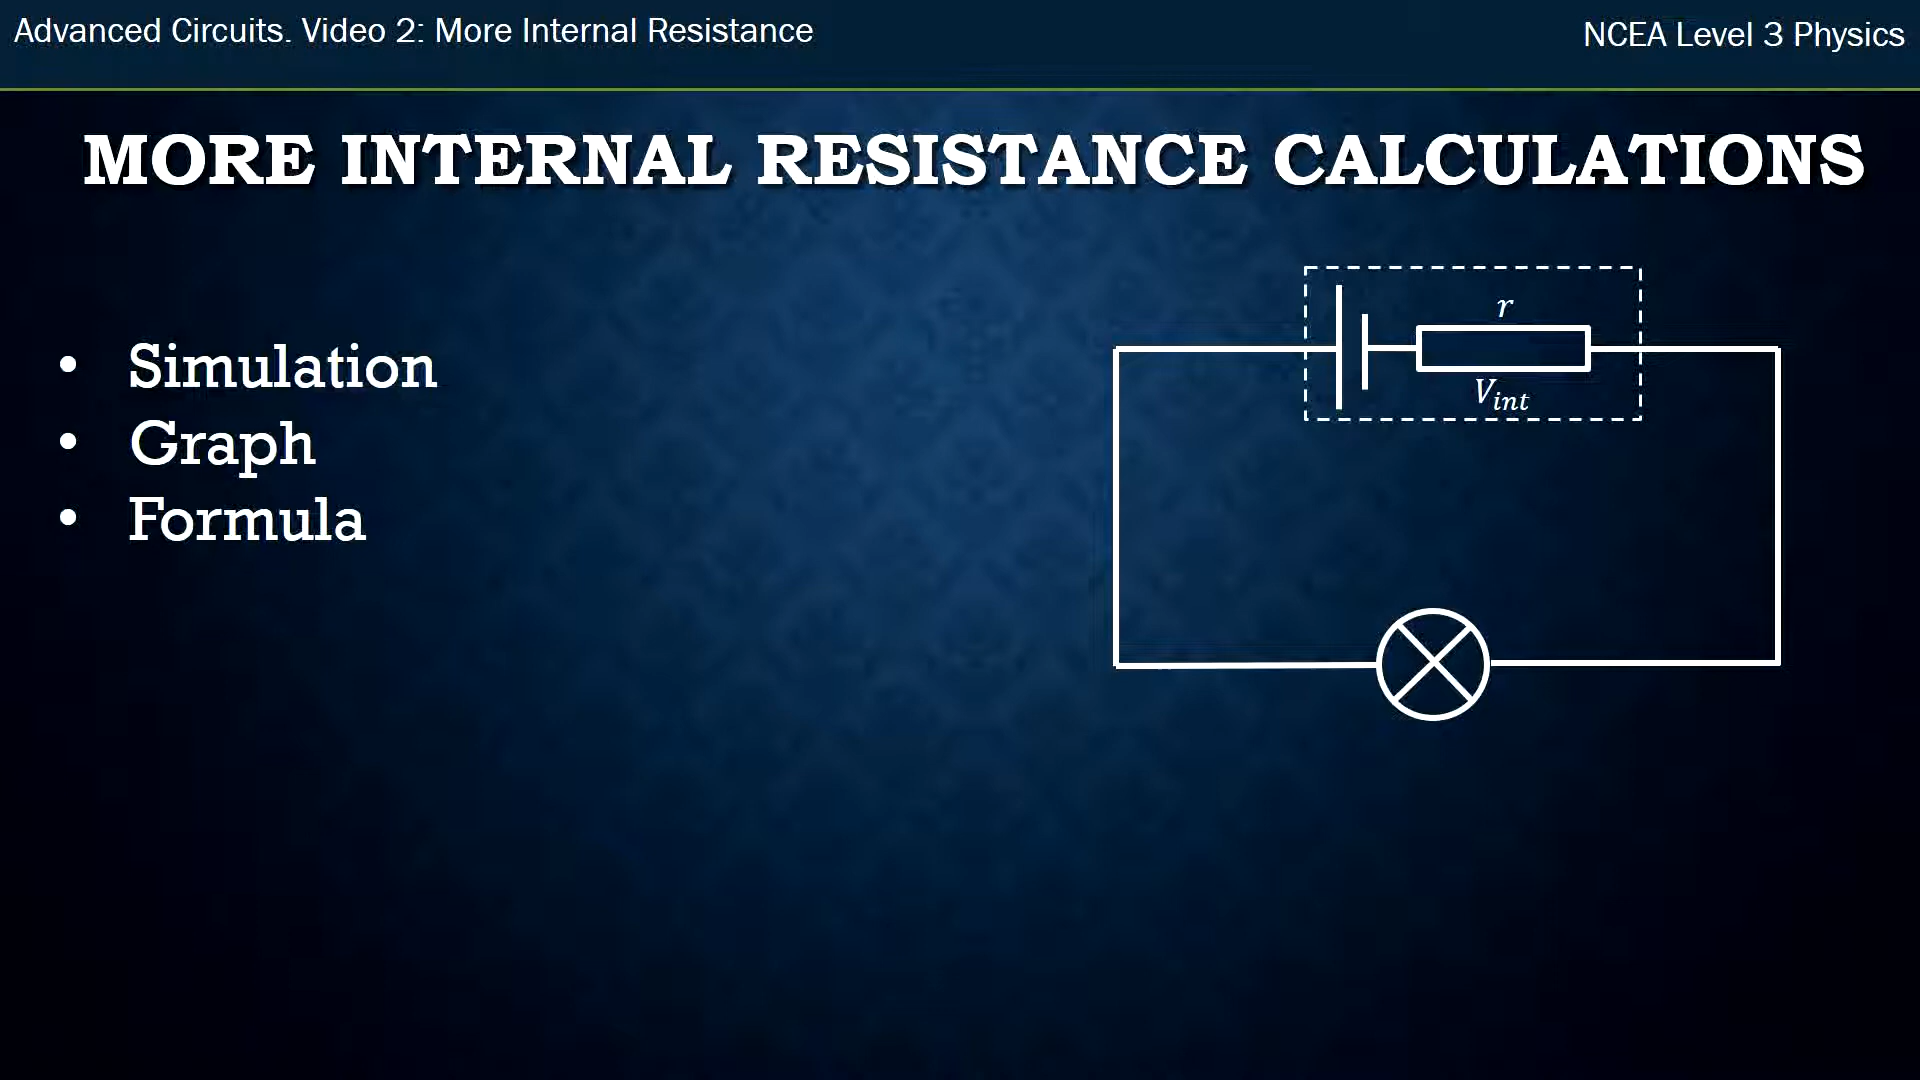 Advanced Circuits. Video 2: More Internal Resistance
NCEA Level 3 Physics
MORE INTERNAL RESISTANCE CALCULATIONS
• Simulation
• Graph
• Formula
r
V_int